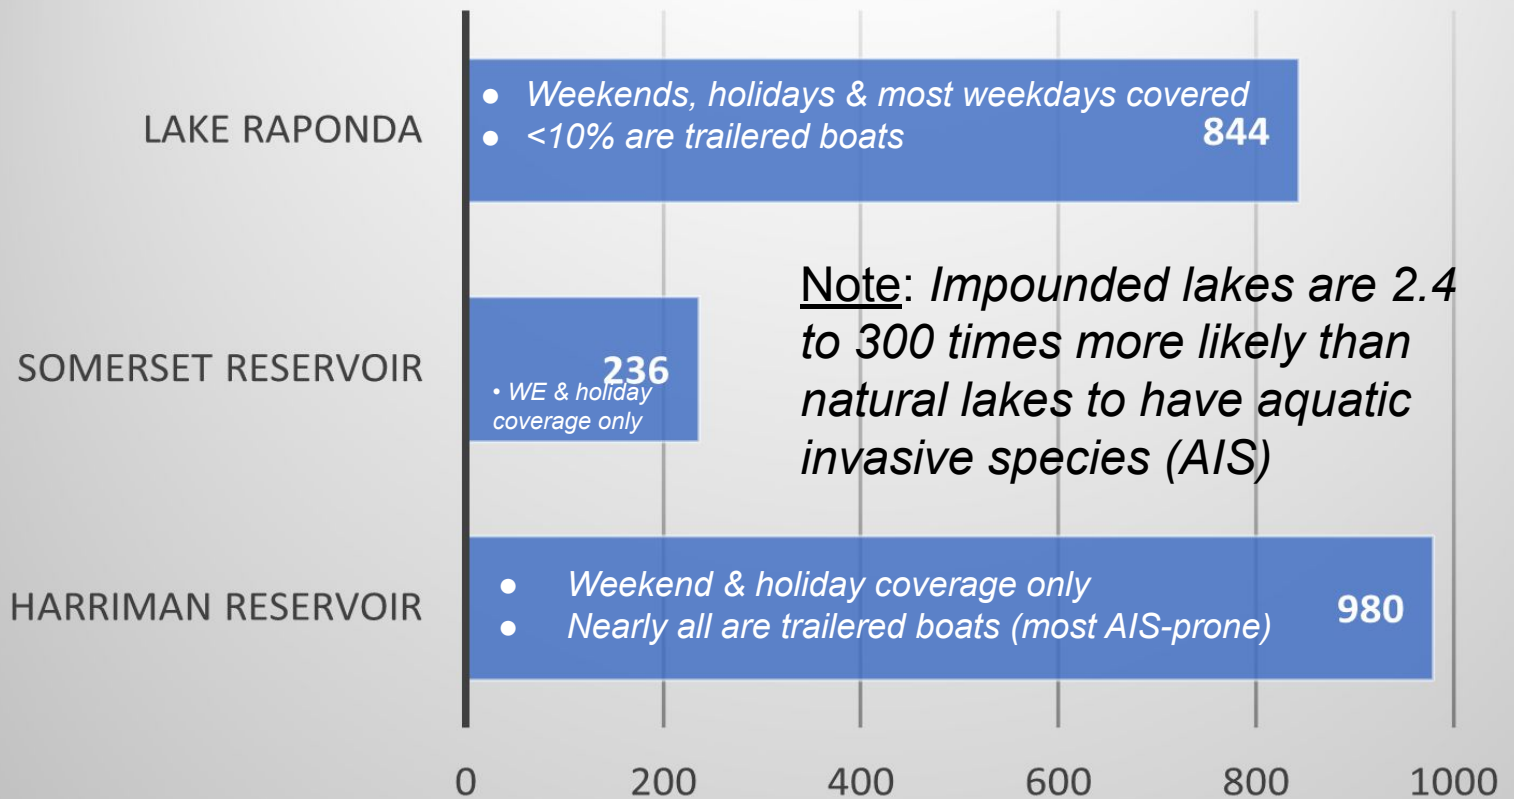 LAKE RAPONDA
● Weekends, holidays & most weekdays covered
● <10% are trailered boats
844
SOMERSET RESERVOIR
236
• WE & holiday
coverage only
Note: Impounded lakes are 2.4
to 300 times more likely than
natural lakes to have aquatic
invasive species (AIS)
HARRIMAN RESERVOIR
● Weekend & holiday coverage only
● Nearly all are trailered boats (most AIS-prone)
980
0 200 400 600 800 1000